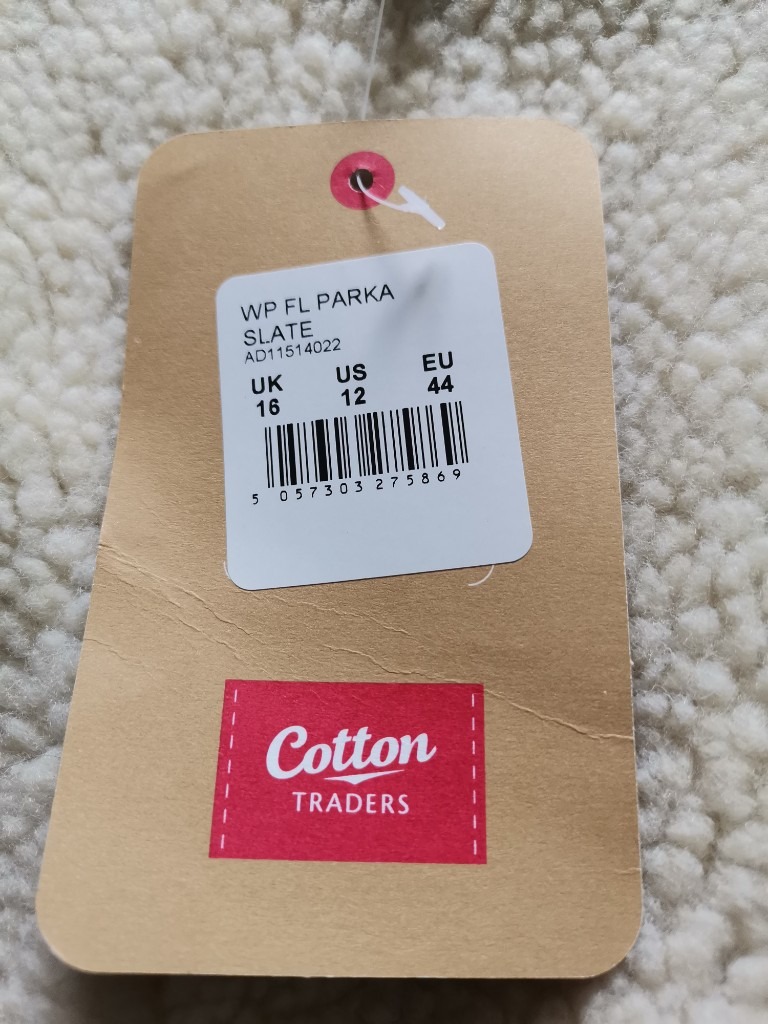 WP FL PARKA
SLATE
AD11514022
UK US EU
16 12 44
5 057303 275869
Cotton
TRADERS